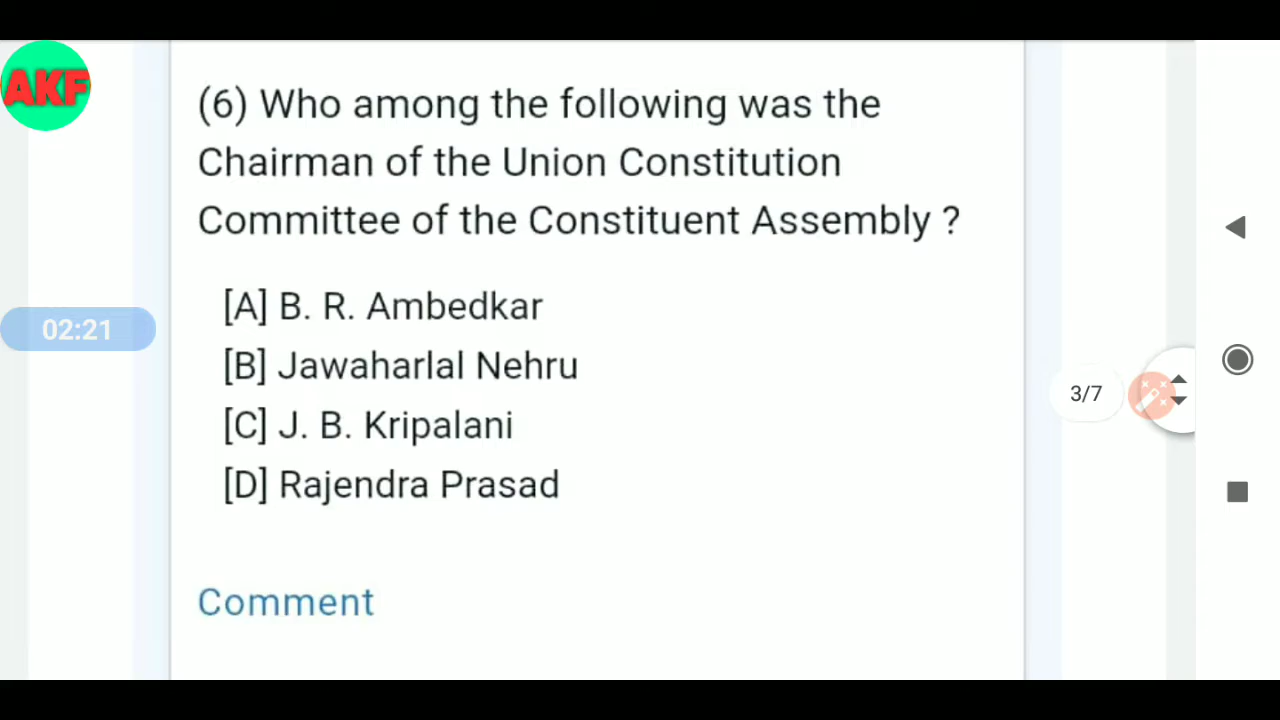 AKF
(6) Who among the following was the
Chairman of the Union Constitution
Committee of the Constituent Assembly ?
[A] B. R. Ambedkar
02:21
[B] Jawaharlal Nehru
3/7
[C] J. B. Kripalani
[D] Rajendra Prasad
Comment